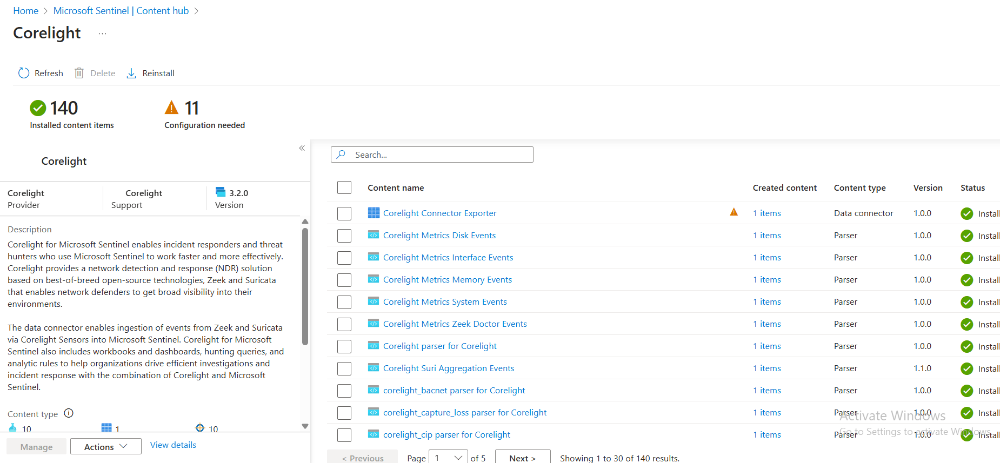 Home > Microsoft Sentinel | Content hub >
Corelight ...
Refresh Delete Reinstall
140 11
Installed content items Configuration needed
«
Corelight
Corelight Corelight 3.2.0
Provider Support Version
Description
Corelight for Microsoft Sentinel enables incident responders and threat
hunters who use Microsoft Sentinel to work faster and more effectively.
Corelight provides a network detection and response (NDR) solution
based on best-of-breed open-source technologies, Zeek and Suricata
that enables network defenders to get broad visibility into their
environments.
The data connector enables ingestion of events from Zeek and Suricata
via Corelight Sensors into Microsoft Sentinel. Corelight for Microsoft
Sentinel also includes workbooks and dashboards, hunting queries, and
analytic rules to help organizations drive efficient investigations and
incident response with the combination of Corelight and Microsoft
Sentinel.
Content type
10 1 10
Manage Actions View details
Search...
Content name Created content Content type Version Status
Corelight Connector Exporter 1 items Data connector 1.0.0 Install
Corelight Metrics Disk Events 1 items Parser 1.0.0 Install
Corelight Metrics Interface Events 1 items Parser 1.0.0 Install
Corelight Metrics Memory Events 1 items Parser 1.0.0 Install
Corelight Metrics System Events 1 items Parser 1.0.0 Install
Corelight Metrics Zeek Doctor Events 1 items Parser 1.0.0 Install
Corelight parser for Corelight 1 items Parser 1.0.0 Install
Corelight Suri Aggregation Events 1 items Parser 1.1.0 Install
corelight_bacnet parser for Corelight 1 items Parser 1.0.0 Install
corelight_capture_loss parser for Corelight 1 items Parser 1.0.0 Install
corelight_cip parser for Corelight 1 items Parser 1.0.0 Install
< Previous Page 1 of 5 Next > Showing 1 to 30 of 140 results.
Activate Windows
Go to Settings to activate Windows.